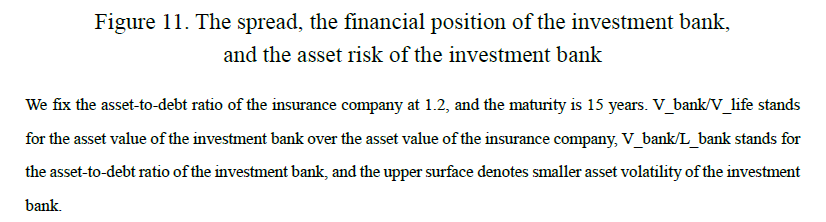 Figure 11. The spread, the financial position of the investment bank,
and the asset risk of the investment bank
We fix the asset-to-debt ratio of the insurance company at 1.2, and the maturity is 15 years. V_bank/V_life stands
for the asset value of the investment bank over the asset value of the insurance company, V_bank/L_bank stands for
the asset-to-debt ratio of the investment bank, and the upper surface denotes smaller asset volatility of the investment
bank.